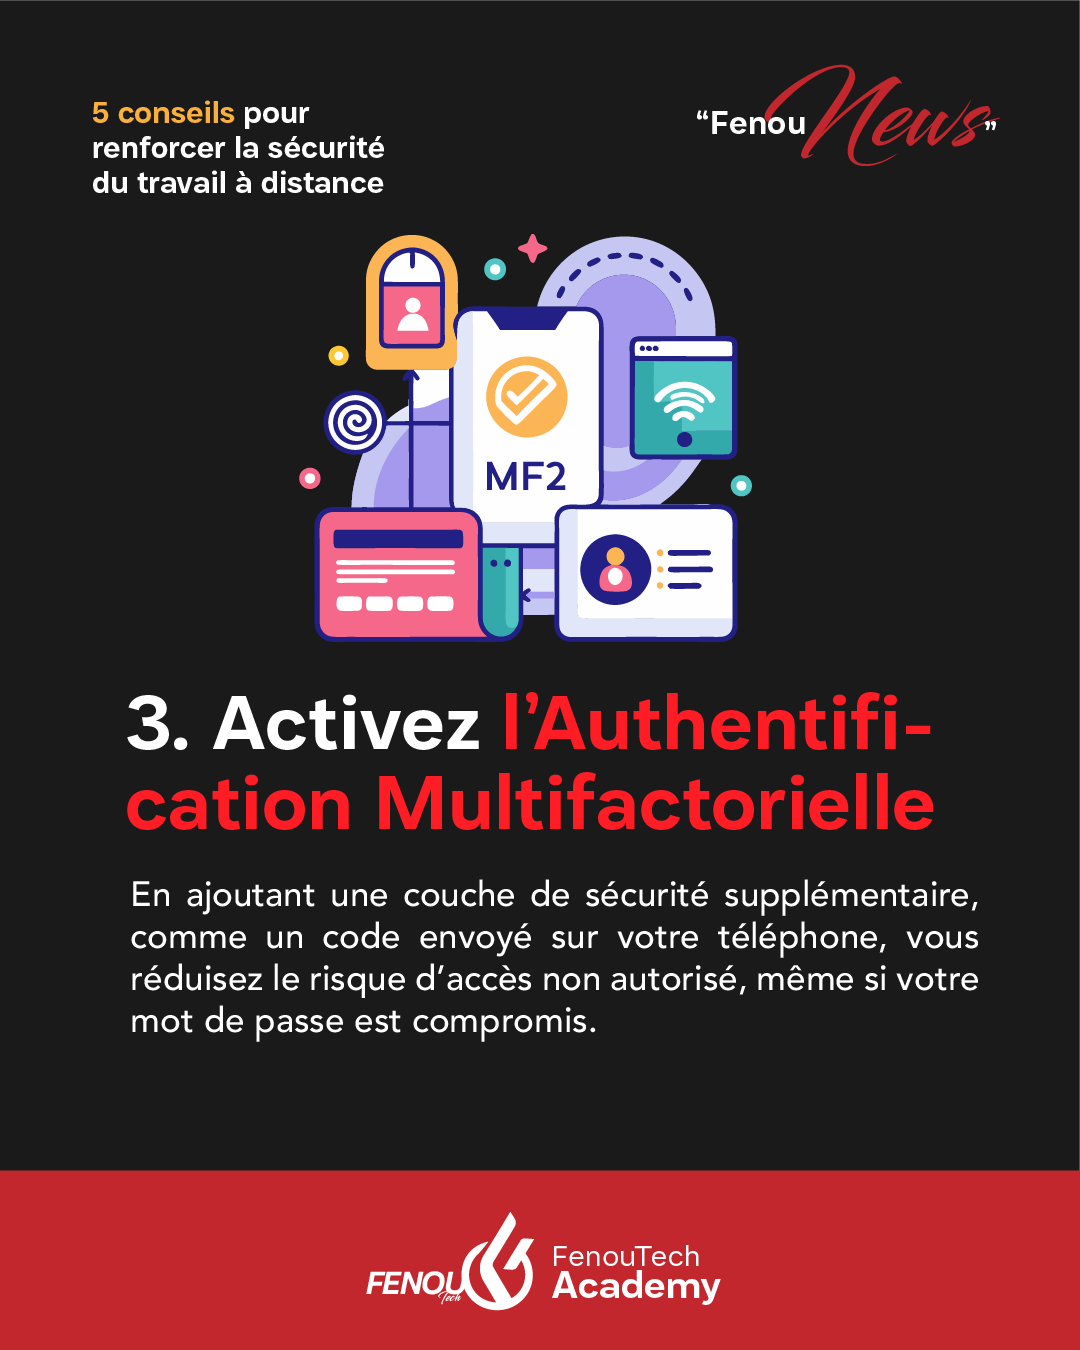 5 conseils pour
renforcer la sécurité
du travail à distance
“Fenou News”
MF2
3. Activez l’Authentifi-
cation Multifactorielle
En ajoutant une couche de sécurité supplémentaire,
comme un code envoyé sur votre téléphone, vous
réduisez le risque d’accès non autorisé, même si votre
mot de passe est compromis.
FENOU
Tech
FenouTech
Academy